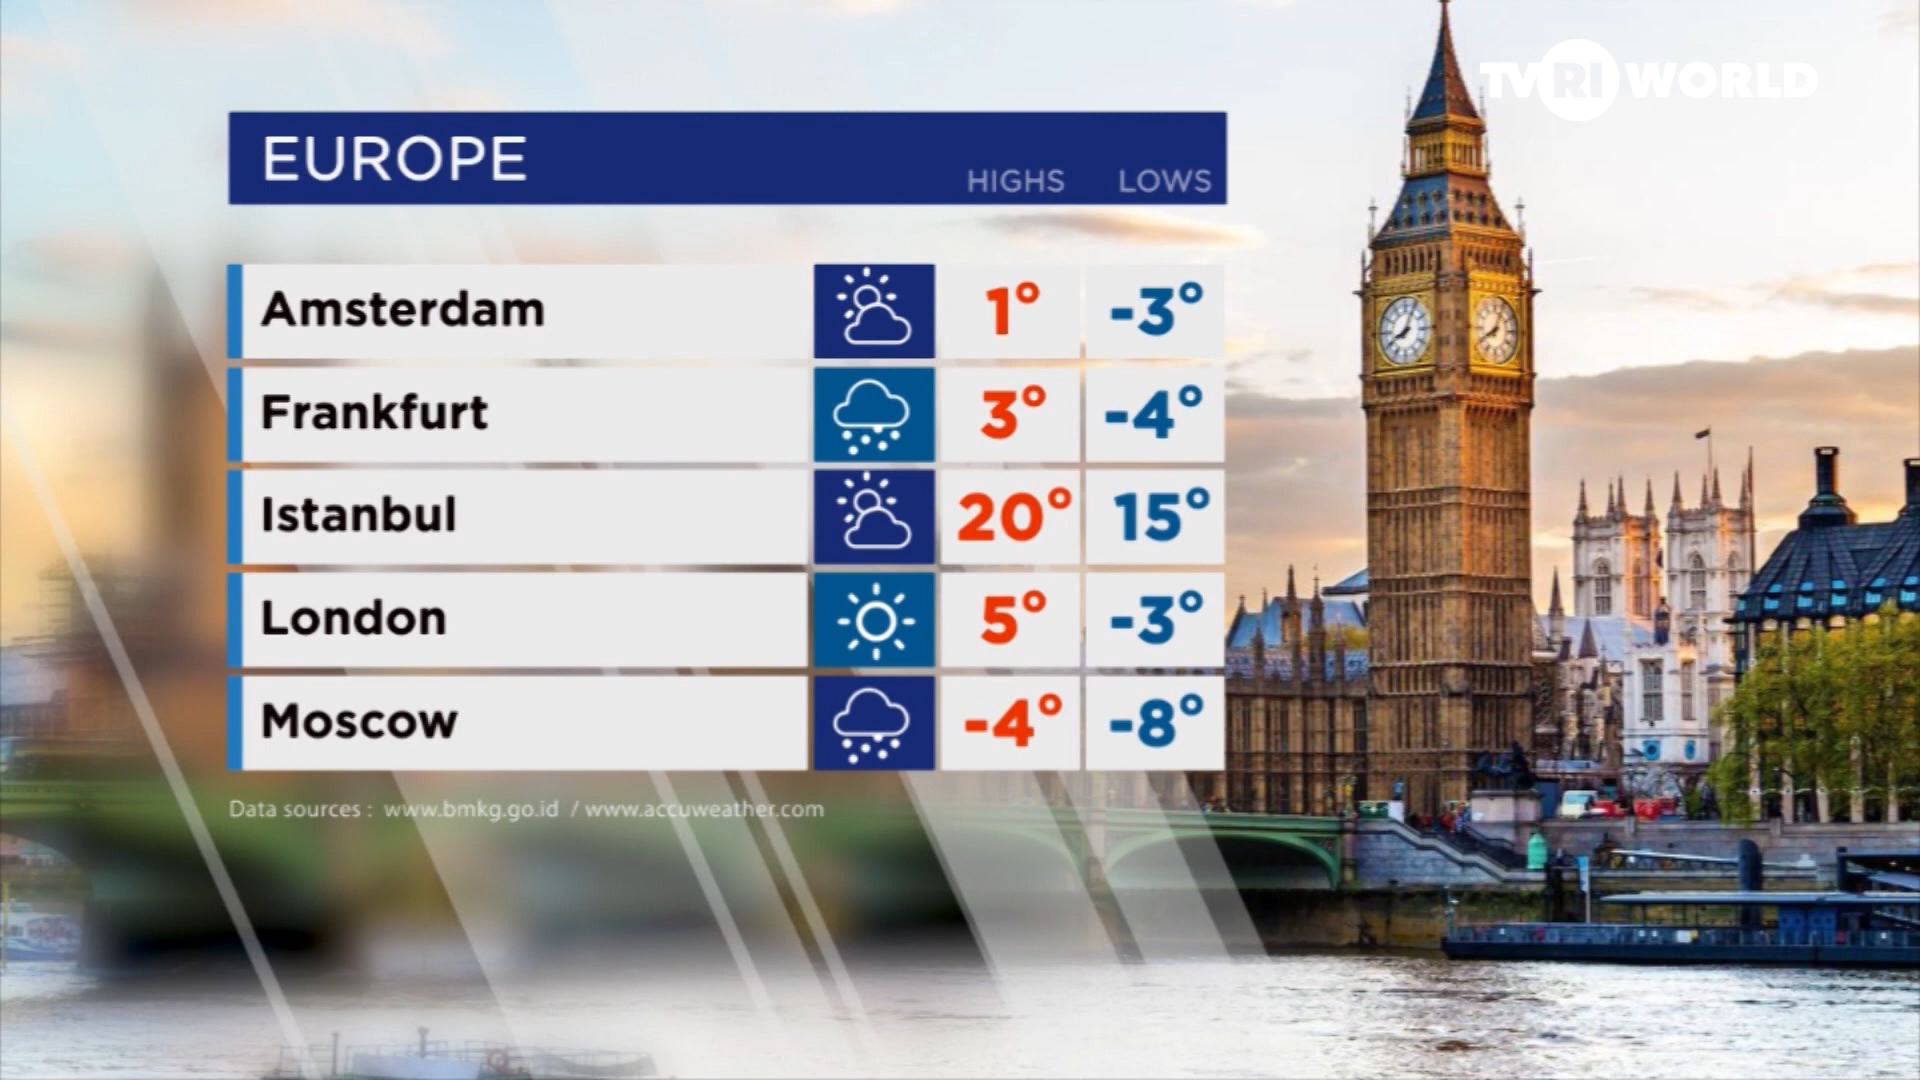 TVRI WORLD
EUROPE
HIGHS LOWS
Amsterdam 1° -3°
Frankfurt 3° -4°
Istanbul 20° 15°
London 5° -3°
Moscow -4° -8°
Data sources : www.bmkg.go.id / www.accuweather.com